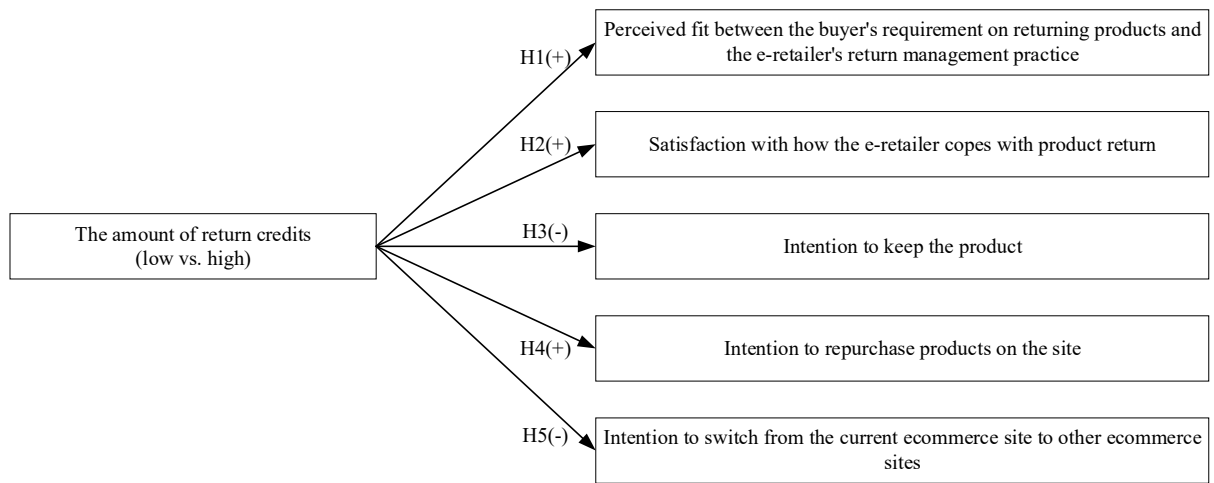 Perceived fit between the buyer's requirement on returning products and
the e-retailer's return management practice
H1(+)
H2(+)
Satisfaction with how the e-retailer copes with product return
The amount of return credits
(low vs. high)
H3(-)
Intention to keep the product
H4(+)
Intention to repurchase products on the site
H5(-)
Intention to switch from the current ecommerce site to other ecommerce
sites